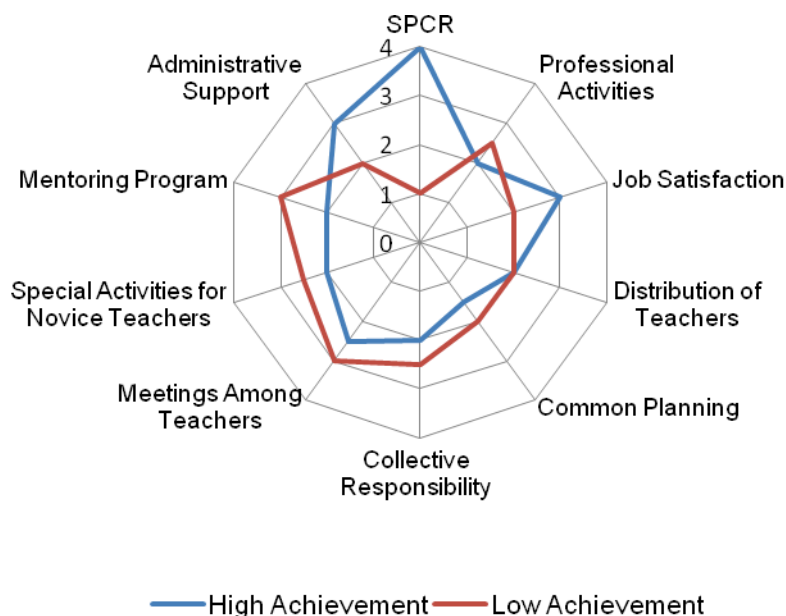 SPCR
Professional
Activities
Job Satisfaction
Distribution of
Teachers
Common Planning
Collective
Responsibility
Meetings Among
Teachers
Special Activities for
Novice Teachers
Mentoring Program
Administrative
Support
4
3
2
1
0
High Achievement
Low Achievement